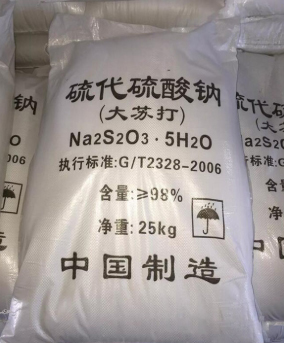 硫代硫酸钠
(大苏打)
Na2S2O3·5H2O
执行标准:G/T2328-2006
含量:≥98%
净重:25kg
中国制造